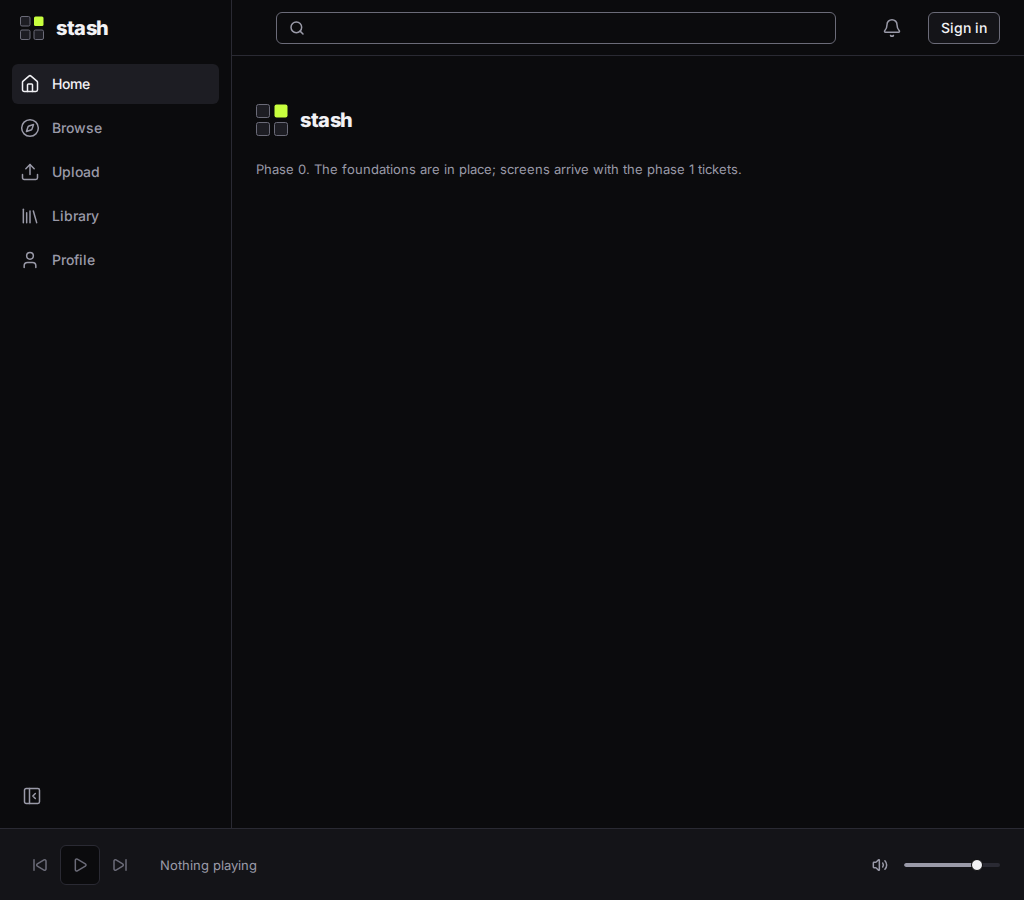 stash
Sign in
Home
Browse
Upload
Library
Profile
stash
Phase 0. The foundations are in place; screens arrive with the phase 1 tickets.
Nothing playing